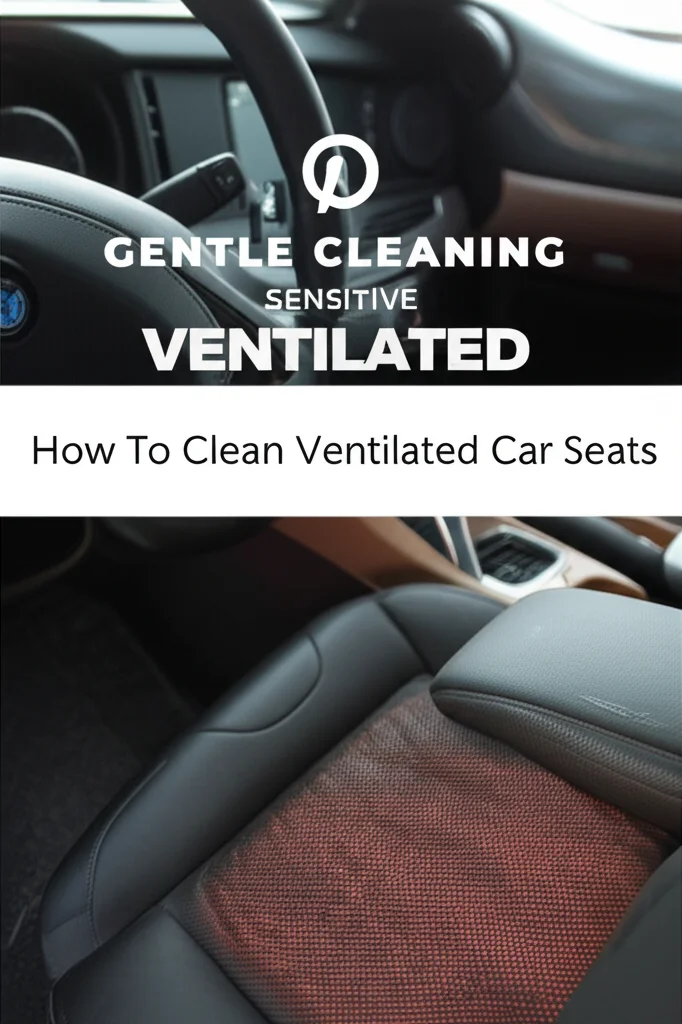 GENTLE CLEANING
SENSITIVE
VENTILATED
How To Clean Ventilated Car Seats